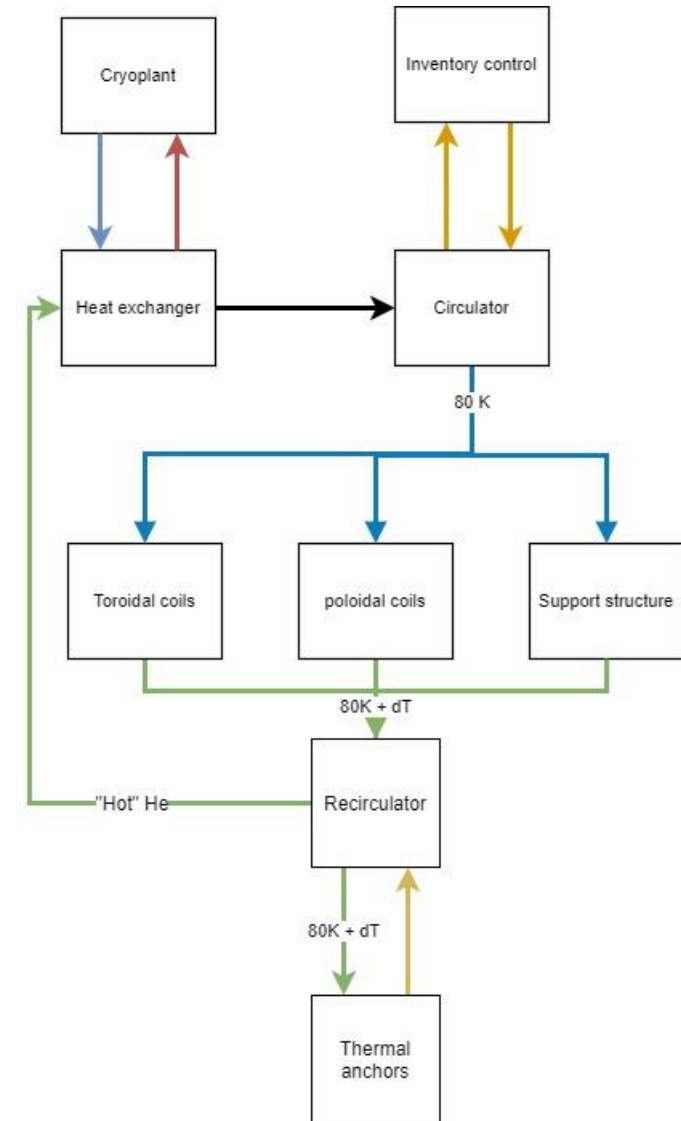 Cryoplant
Inventory control
Heat exchanger
Circulator
80 K
Toroidal coils
poloidal coils
Support structure
80K + dT
"Hot" He
Recirculator
80K + dT
Thermal
anchors